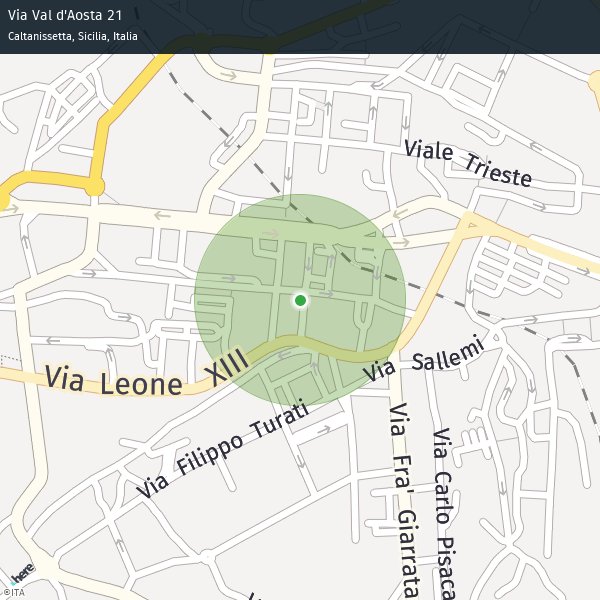 Via Val d'Aosta 21
Caltanissetta, Sicilia, Italia
Viale Trieste
Via Sallemi
Via Leone XIII
Via Filippo Turati
Via Fra' Giarrata
Via Carlo Pisaca
here
©ITA